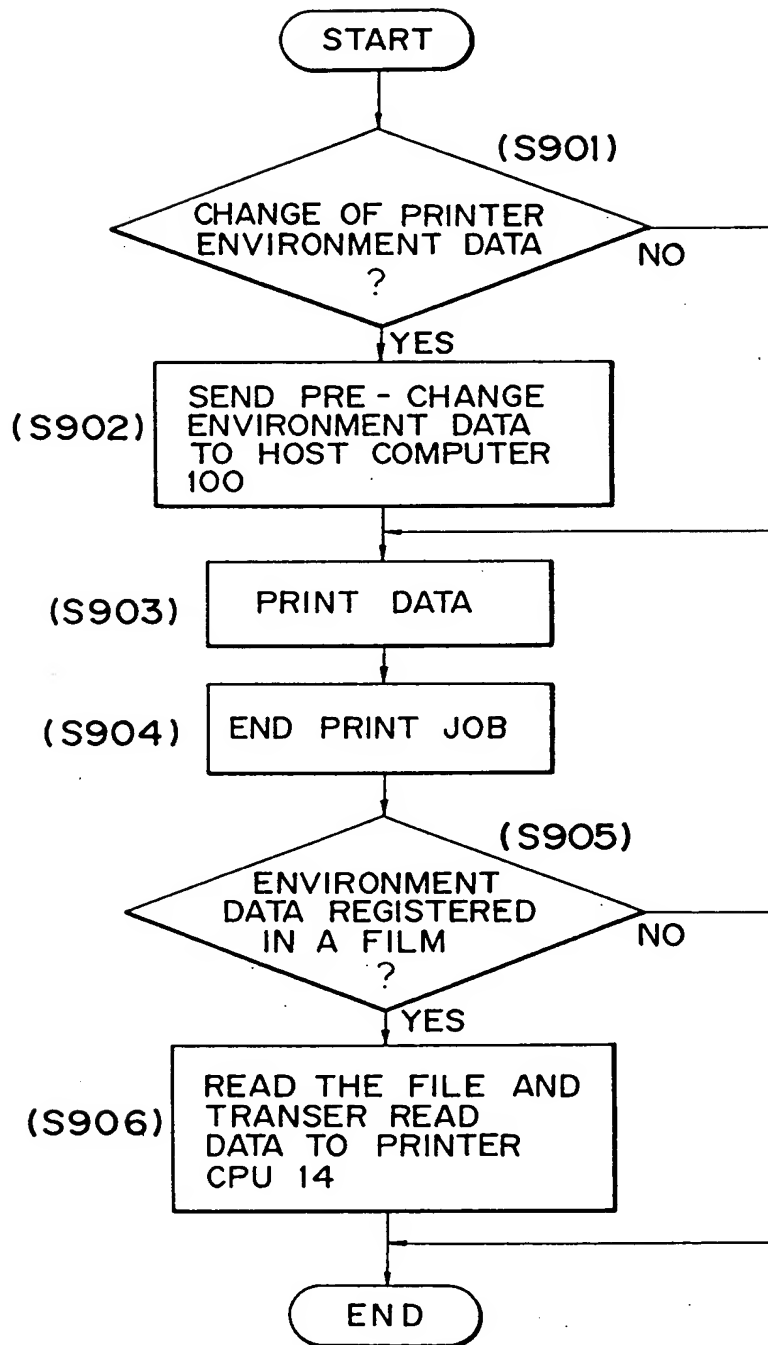 START
(S901)
CHANGE OF PRINTER
ENVIRONMENT DATA
?
NO
YES
(S902)
SEND PRE-CHANGE
ENVIRONMENT DATA
TO HOST COMPUTER
100
(S903)
PRINT DATA
(S904)
END PRINT JOB
(S905)
ENVIRONMENT
DATA REGISTERED
IN A FILM
?
NO
YES
(S906)
READ THE FILE AND
TRANSER READ
DATA TO PRINTER
CPU 14
END